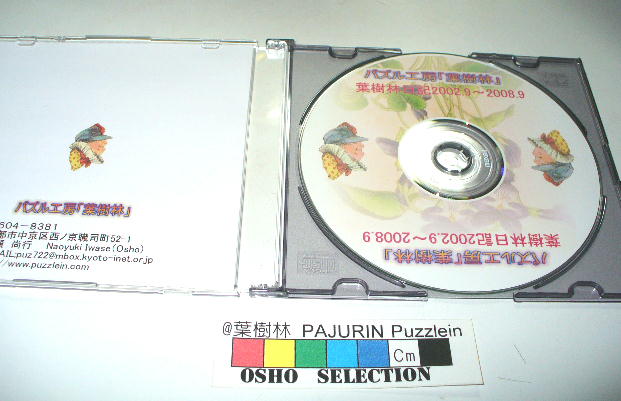 パズル工房「葉樹林」
604-8381
都市中京区西ノ京職司町52-1
尚行 Naoyuki Iwase(Osho)
AIL:puz722@mbox.kyoto-inet.or.jp
//www.puzzlein.com
パズル工房「葉樹林」
葉樹林日記2002.9～2008.9
葉樹林日記2002.9～2008.9
パズル工房「葉樹林」
@葉樹林 PAJURIN Puzzlein
Cm
OSHO SELECTION